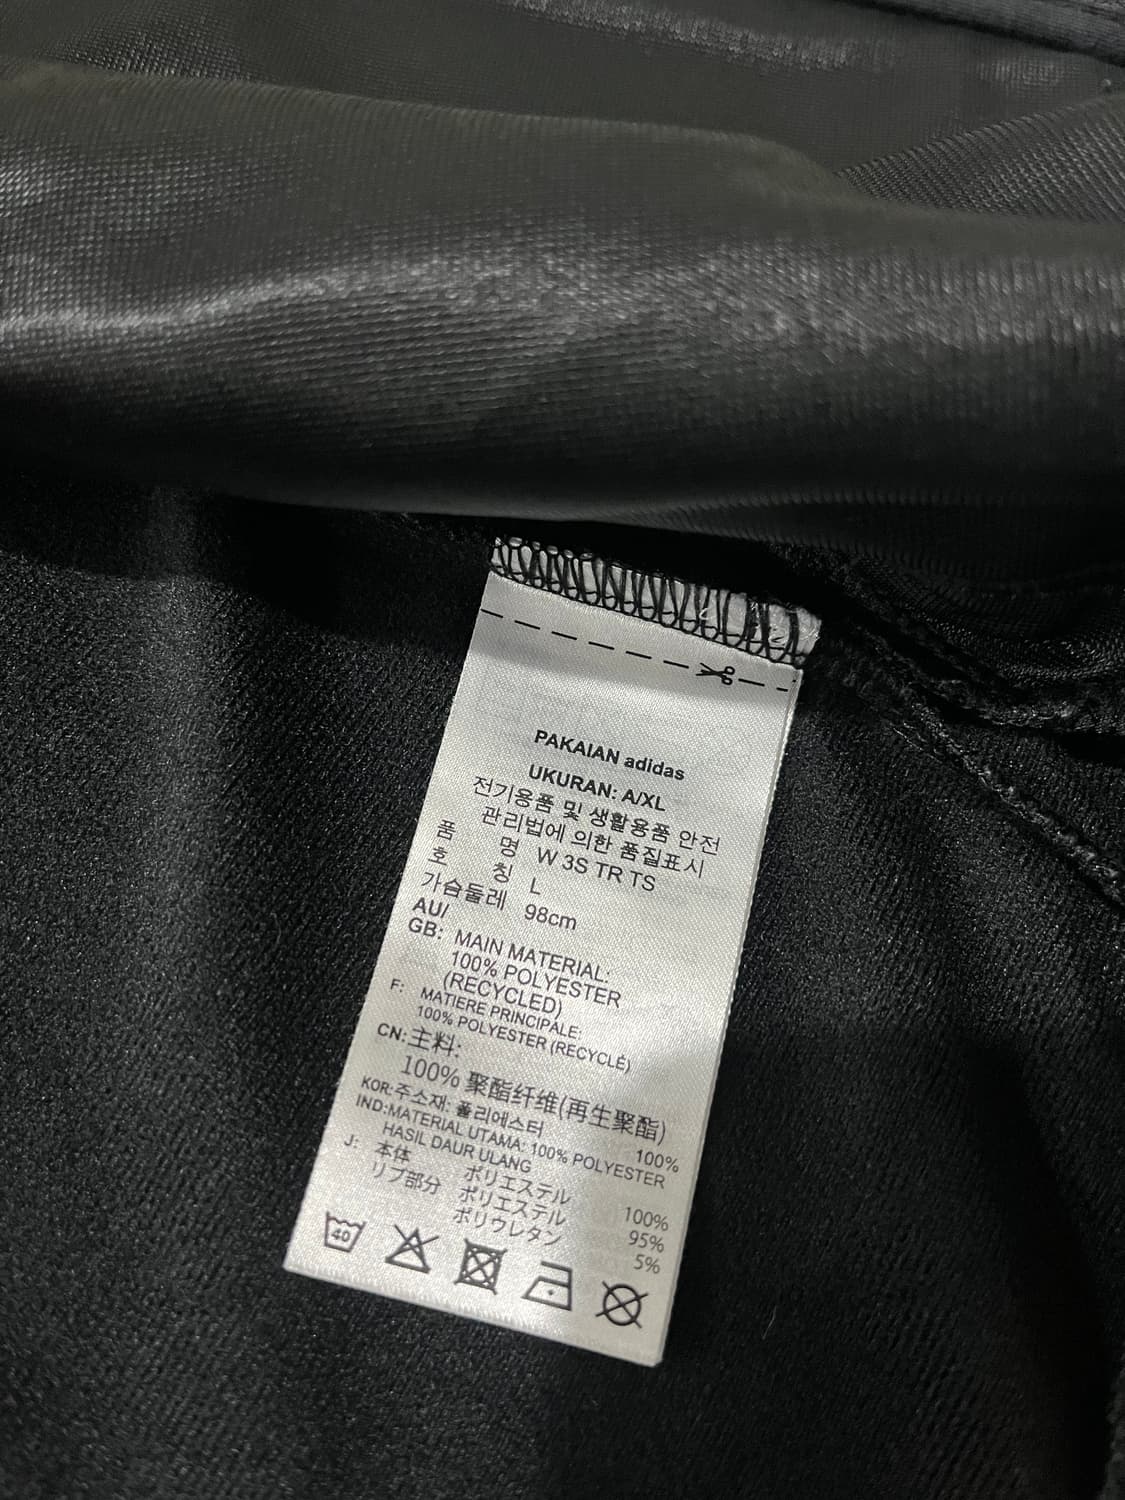 PAKAIAN adidas
UKURAN: A/XL
전기용품 및 생활용품 안전
관리법에 의한 품질표시
품 명 W 3S TR TS
호 칭 L
가슴둘레 98cm
AU/
GB: MAIN MATERIAL:
100% POLYESTER
(RECYCLED)
F: MATIERE PRINCIPALE:
100% POLYESTER (RECYCLÉ)
CN:主料:
100% 聚酯纤维(再生聚酯)
KOR:주소재: 폴리에스터 100%
IND:MATERIAL UTAMA: 100% POLYESTER
HASIL DAUR ULANG
J: 本体 ポリエステル 100%
リブ部分 ポリエステル 95%
ポリウレタン 5%
40